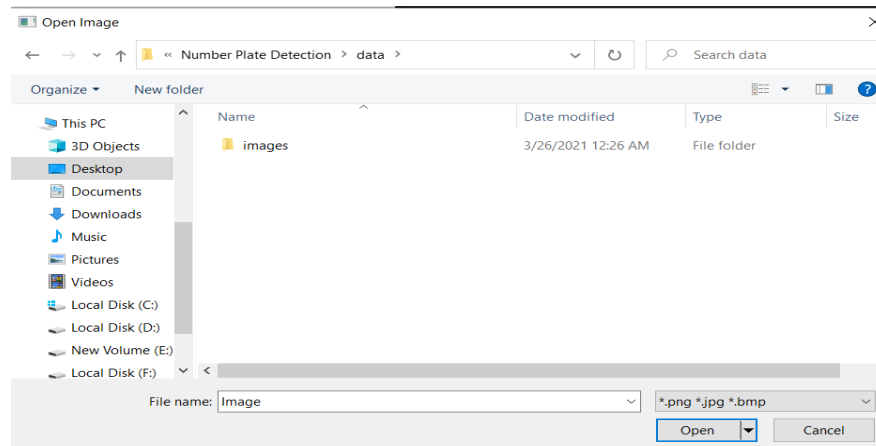 Open Image
« Number Plate Detection > data >
Search data
Organize
New folder
Name
Date modified
Type
Size
This PC
3D Objects
Desktop
Documents
Downloads
Music
Pictures
Videos
Local Disk (C:)
Local Disk (D:)
New Volume (E:)
Local Disk (F:)
images
3/26/2021 12:26 AM
File folder
File name: Image
*.png *.jpg *.bmp
Open
Cancel